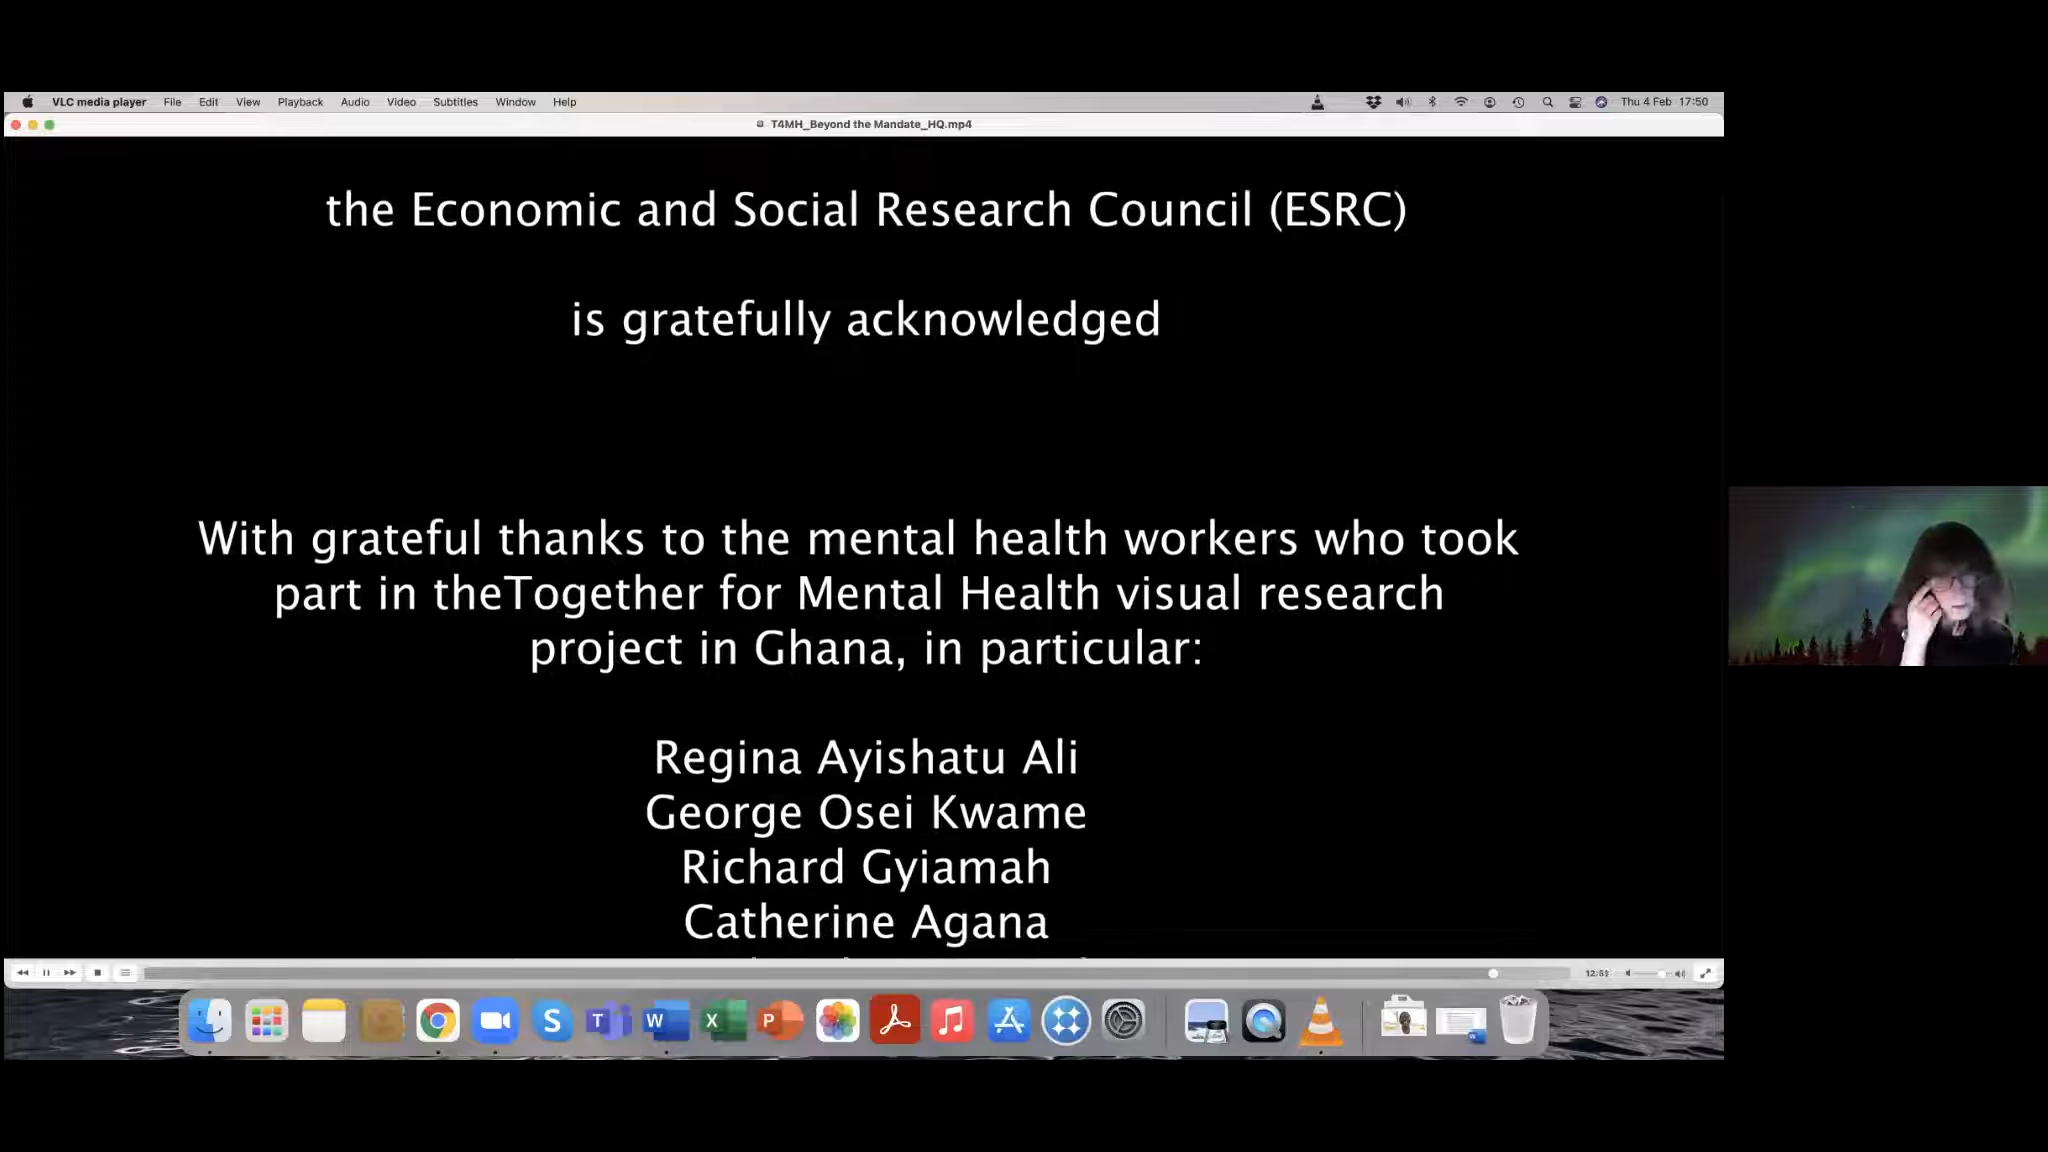 VLC media player File Edit View Playback Audio Video Subtitles Window Help Thu 4 Feb 17:50
T4MH_Beyond the Mandate_HQ.mp4
the Economic and Social Research Council (ESRC)
is gratefully acknowledged
With grateful thanks to the mental health workers who took
part in theTogether for Mental Health visual research
project in Ghana, in particular:
Regina Ayishatu Ali
George Osei Kwame
Richard Gyiamah
Catherine Agana
S T W X P